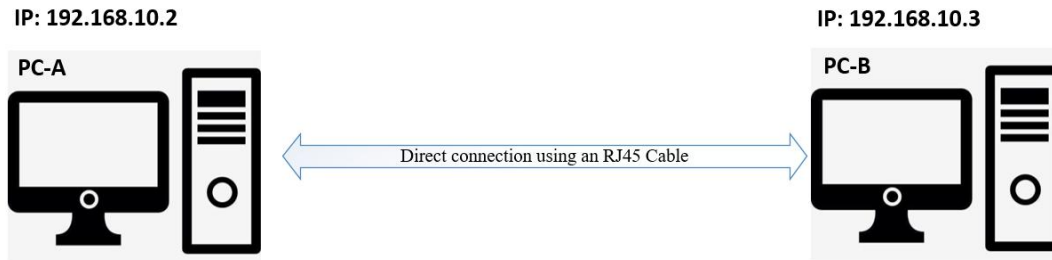 IP: 192.168.10.2
IP: 192.168.10.3
PC-A
PC-B
Direct connection using an RJ45 Cable